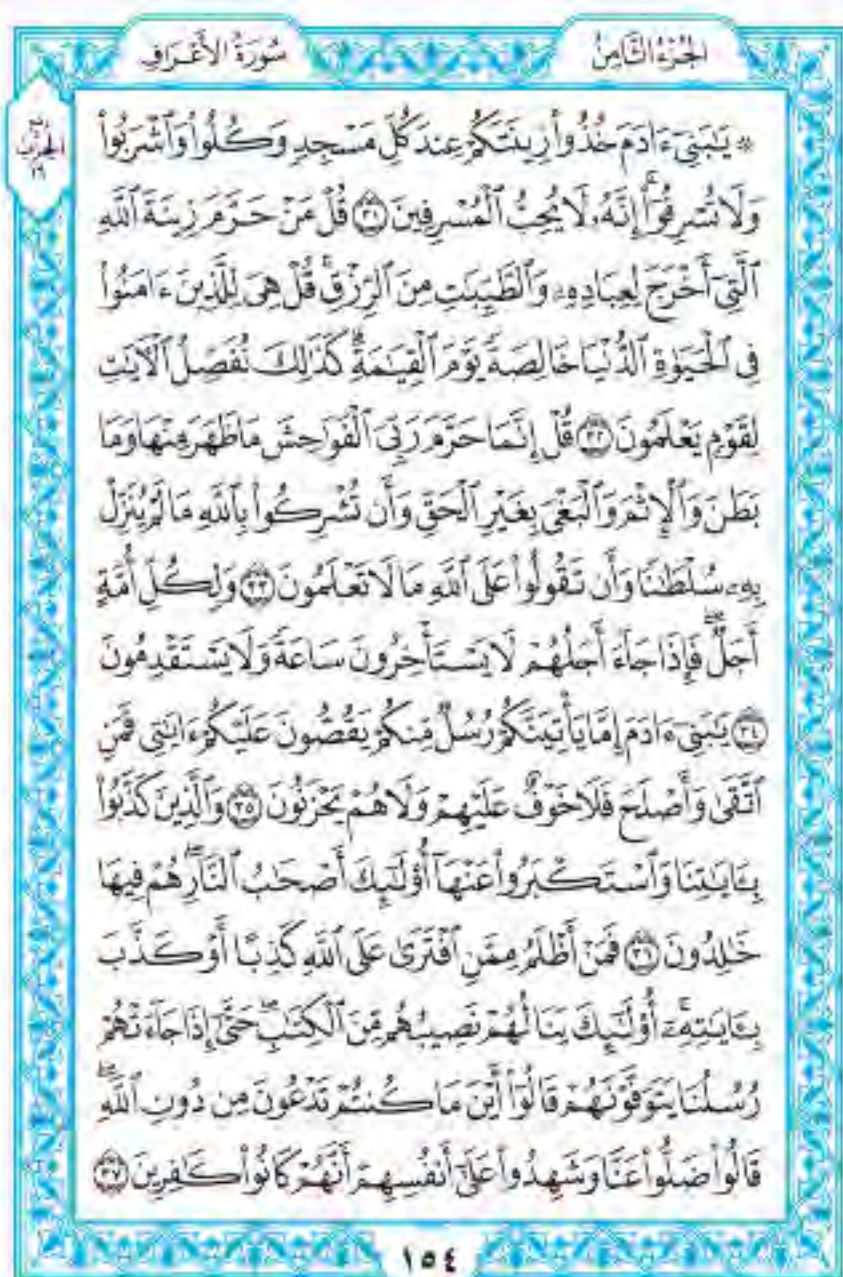 الجزء الثامن
سورة الأعراف
ربع
الحزب
١٦
۞ يَٰبَنِيٓ ءَادَمَ خُذُواْ زِينَتَكُمۡ عِندَ كُلِّ مَسۡجِدٖ وَكُلُواْ وَٱشۡرَبُواْ
وَلَا تُسۡرِفُوٓاْۚ إِنَّهُۥ لَا يُحِبُّ ٱلۡمُسۡرِفِينَ ٣١ قُلۡ مَنۡ حَرَّمَ زِينَةَ ٱللَّهِ
ٱلَّتِيٓ أَخۡرَجَ لِعِبَادِهِۦ وَٱلطَّيِّبَٰتِ مِنَ ٱلرِّزۡقِۚ قُلۡ هِيَ لِلَّذِينَ ءَامَنُواْ
فِي ٱلۡحَيَوٰةِ ٱلدُّنۡيَا خَالِصَةٗ يَوۡمَ ٱلۡقِيَٰمَةِۗ كَذَٰلِكَ نُفَصِّلُ ٱلۡأٓيَٰتِ
لِقَوۡمٖ يَعۡلَمُونَ ٣٢ قُلۡ إِنَّمَا حَرَّمَ رَبِّيَ ٱلۡفَوَٰحِشَ مَا ظَهَرَ مِنۡهَا وَمَا
بَطَنَ وَٱلۡإِثۡمَ وَٱلۡبَغۡيَ بِغَيۡرِ ٱلۡحَقِّ وَأَن تُشۡرِكُواْ بِٱللَّهِ مَا لَمۡ يُنَزِّلۡ
بِهِۦ سُلۡطَٰنٗا وَأَن تَقُولُواْ عَلَى ٱللَّهِ مَا لَا تَعۡلَمُونَ ٣٣ وَلِكُلِّ أُمَّةٍ
أَجَلٞۖ فَإِذَا جَآءَ أَجَلُهُمۡ لَا يَسۡتَأۡخِرُونَ سَاعَةٗ وَلَا يَسۡتَقۡدِمُونَ
٣٤ يَٰبَنِيٓ ءَادَمَ إِمَّا يَأۡتِيَنَّكُمۡ رُسُلٞ مِّنكُمۡ يَقُصُّونَ عَلَيۡكُمۡ ءَايَٰتِي فَمَنِ
ٱتَّقَىٰ وَأَصۡلَحَ فَلَا خَوۡفٌ عَلَيۡهِمۡ وَلَا هُمۡ يَحۡزَنُونَ ٣٥ وَٱلَّذِينَ كَذَّبُواْ
بِـَٔايَٰتِنَا وَٱسۡتَكۡبَرُواْ عَنۡهَآ أُوْلَٰٓئِكَ أَصۡحَٰبُ ٱلنَّارِۖ هُمۡ فِيهَا
خَٰلِدُونَ ٣٦ فَمَنۡ أَظۡلَمُ مِمَّنِ ٱفۡتَرَىٰ عَلَى ٱللَّهِ كَذِبًا أَوۡ كَذَّبَ
بِـَٔايَٰتِهِۦٓۚ أُوْلَٰٓئِكَ يَنَالُهُمۡ نَصِيبُهُم مِّنَ ٱلۡكِتَٰبِۖ حَتَّىٰٓ إِذَا جَآءَتۡهُمۡ
رُسُلُنَا يَتَوَفَّوۡنَهُمۡ قَالُوٓاْ أَيۡنَ مَا كُنتُمۡ تَدۡعُونَ مِن دُونِ ٱللَّهِۖ
قَالُواْ ضَلُّواْ عَنَّا وَشَهِدُواْ عَلَىٰٓ أَنفُسِهِمۡ أَنَّهُمۡ كَانُواْ كَٰفِرِينَ ٣٧
١٥٤